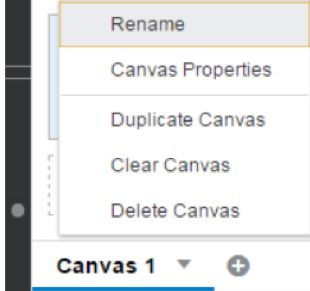 Rename
Canvas Properties
Duplicate Canvas
Clear Canvas
Delete Canvas
Canvas 1